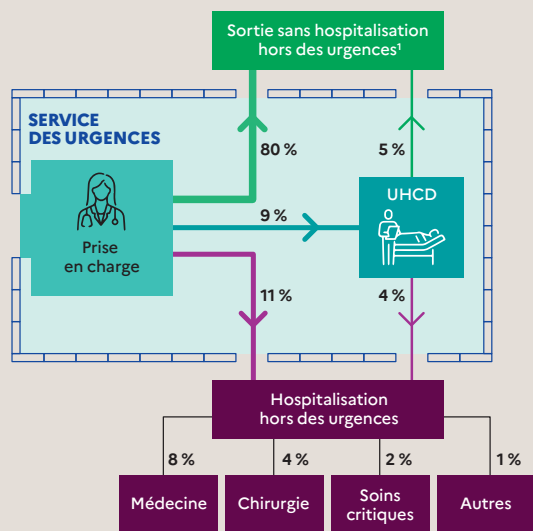 Sortie sans hospitalisation
hors des urgences¹
SERVICE
DES URGENCES
80 %
5 %
UHCD
9 %
Prise
en charge
11 %
4 %
Hospitalisation
hors des urgences
8 %
4 %
2 %
1 %
Médecine
Chirurgie
Soins
critiques
Autres